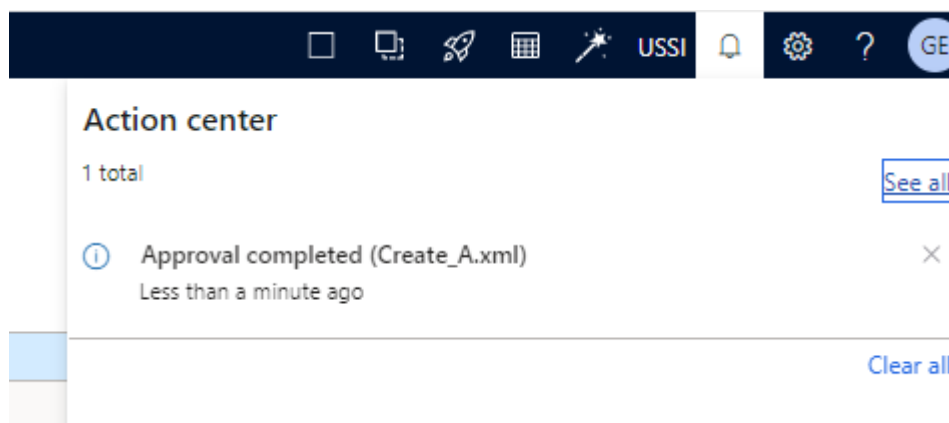 USSI
?
GE
Action center
1 total
See all
Approval completed (Create_A.xml)
Less than a minute ago
Clear all